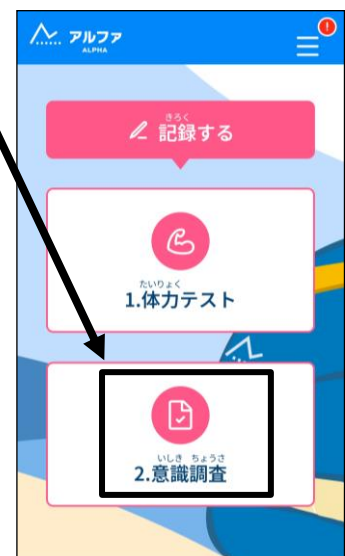 アルファ
ALPHA
!
きろく
記録する
たいりょく
1.体力テスト
いしき ちょうさ
2.意識調査